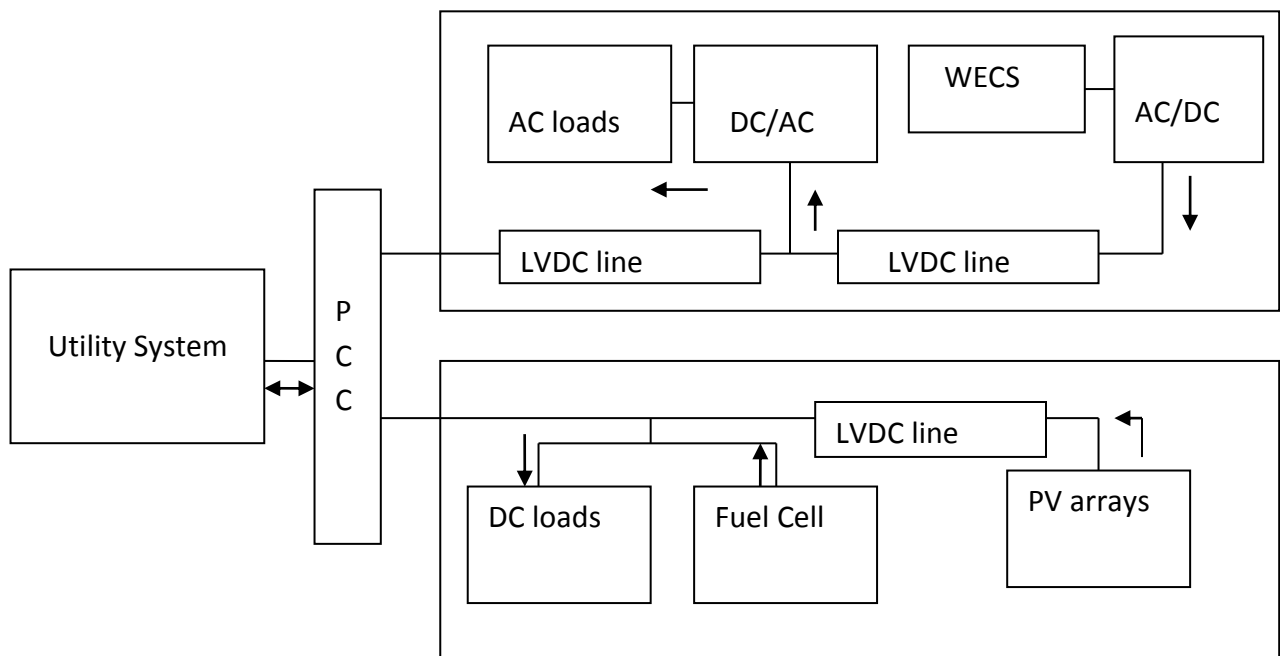 WECS
AC loads
DC/AC
AC/DC
LVDC line
LVDC line
P
C
C
Utility System
LVDC line
DC loads
Fuel Cell
PV arrays